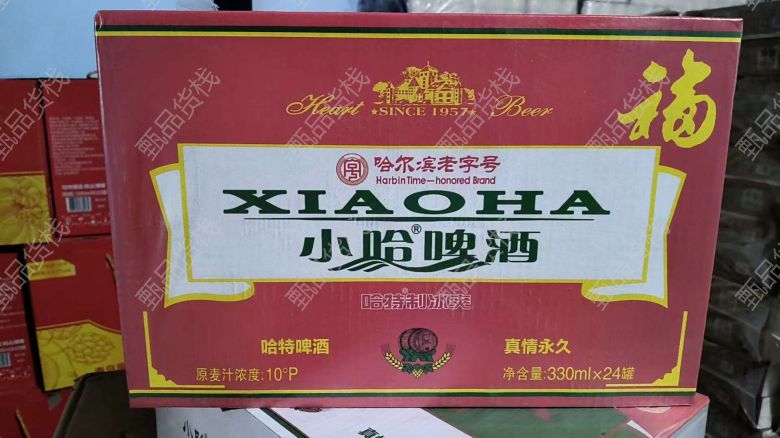 福
Heart Beer
SINCE 1957
哈尔滨老字号
Harbin Time-honored Brand
XIAOHA
小哈®啤酒
哈特制冰爽
哈特啤酒
真情永久
原麦汁浓度:10°P
净含量:330ml×24罐
小
甄品货栈